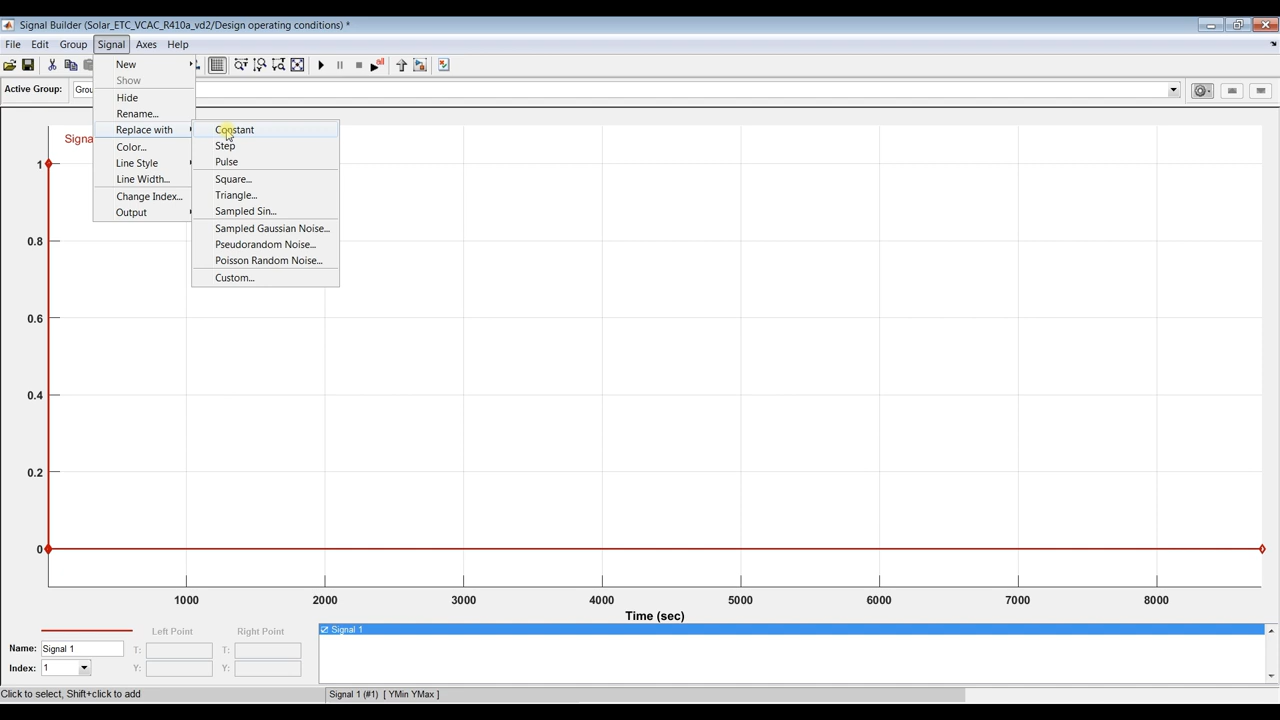 Signal Builder (Solar_ETC_VCAC_R410a_vd2/Design operating conditions) *
File Edit Group Signal Axes Help
Active Group: Grou
New
Show
Hide
Rename...
Replace with
Color...
Line Style
Line Width...
Change Index...
Output
Constant
Step
Pulse
Square...
Triangle...
Sampled Sin...
Sampled Gaussian Noise...
Pseudorandom Noise...
Poisson Random Noise...
Custom...
Signa
1
0.8
0.6
0.4
0.2
0
1000 2000 3000 4000 5000 6000 7000 8000
Time (sec)
Left Point Right Point
Name: Signal 1 T: T:
Index: 1 Y: Y:
Signal 1
Click to select, Shift+click to add
Signal 1 (#1) [ YMin YMax ]